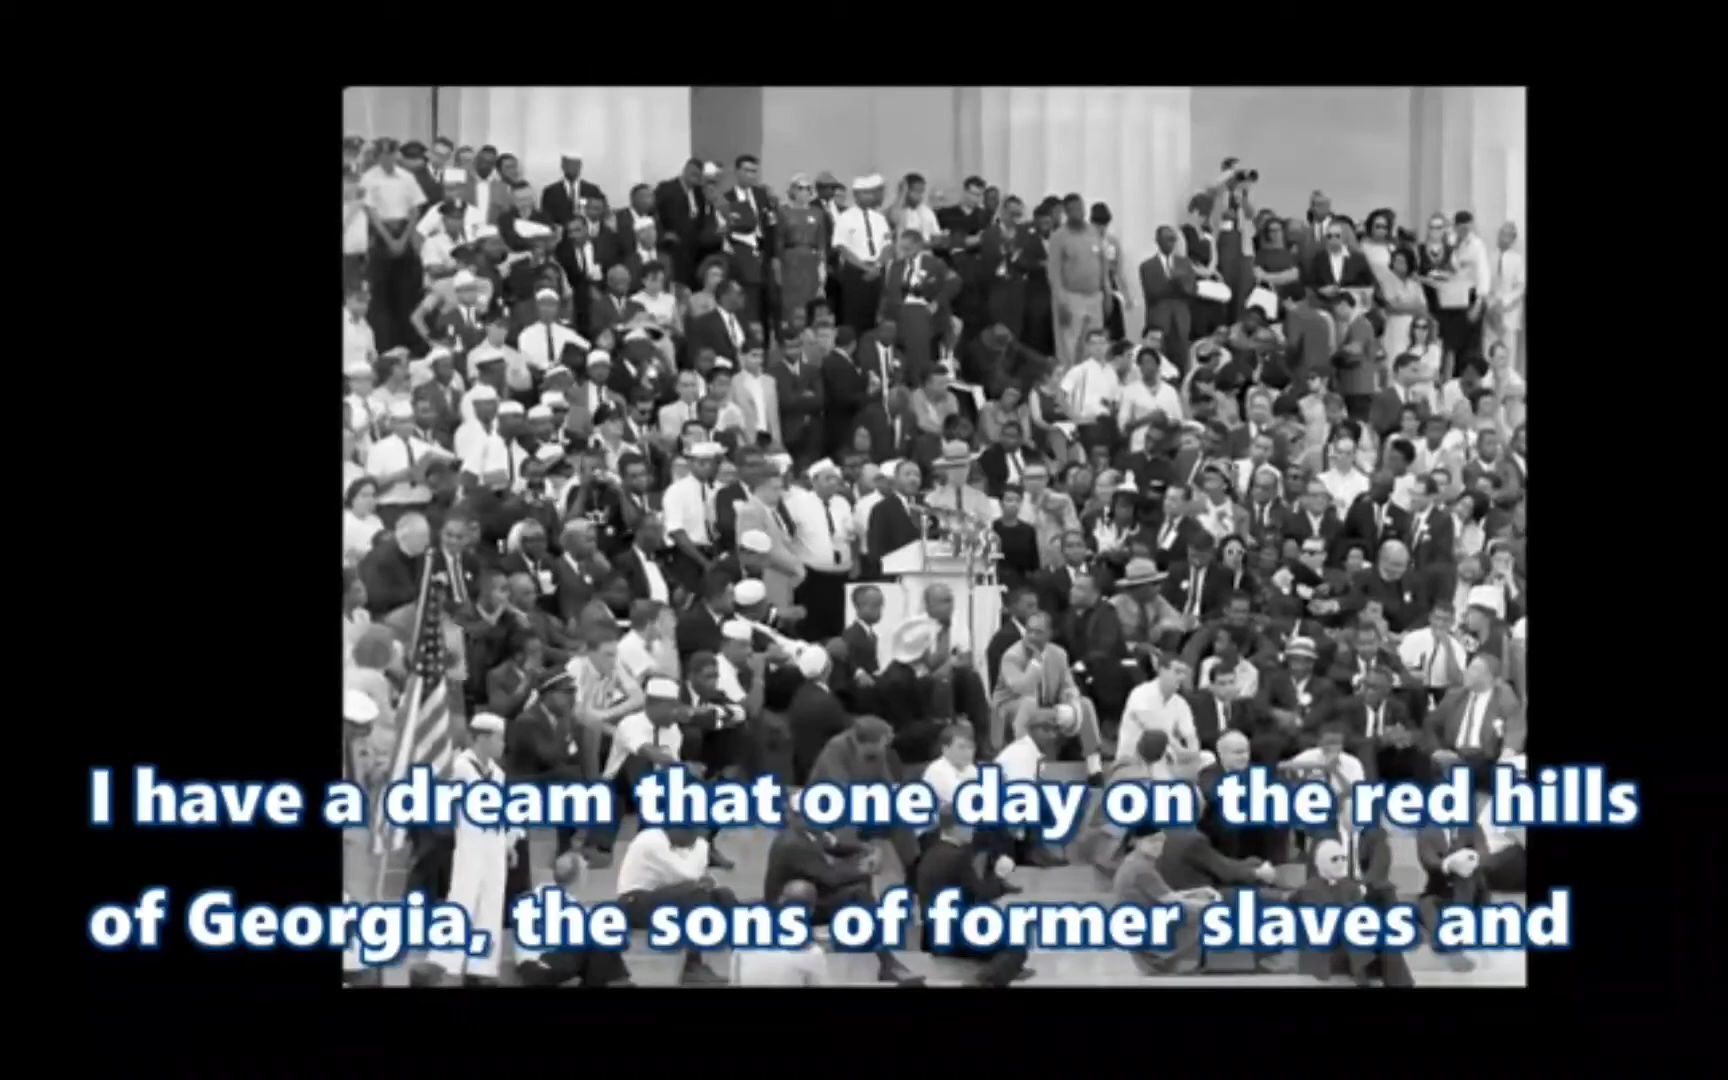 I have a dream that one day on the red hills
of Georgia, the sons of former slaves and